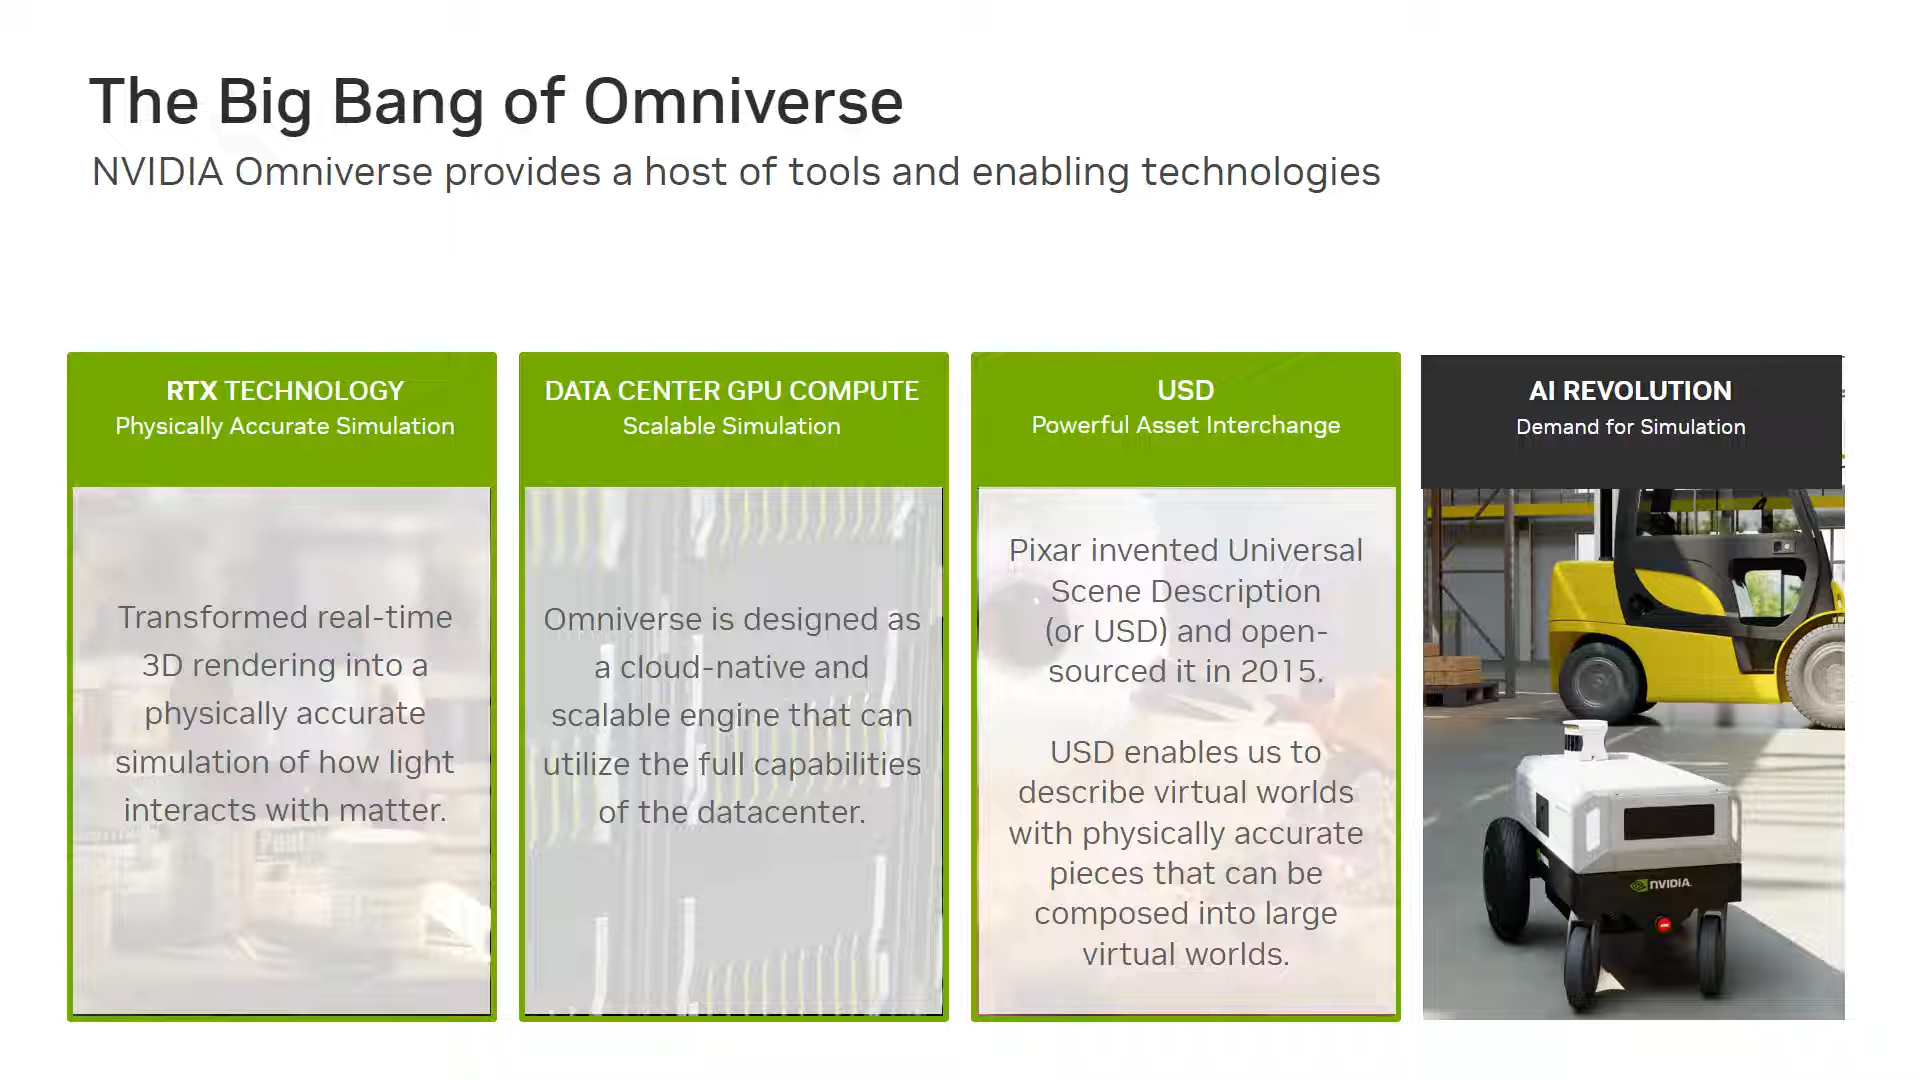 The Big Bang of Omniverse
NVIDIA Omniverse provides a host of tools and enabling technologies
RTX TECHNOLOGY
Physically Accurate Simulation
Transformed real-time
3D rendering into a
physically accurate
simulation of how light
interacts with matter.
DATA CENTER GPU COMPUTE
Scalable Simulation
Omniverse is designed as
a cloud-native and
scalable engine that can
utilize the full capabilities
of the datacenter.
USD
Powerful Asset Interchange
Pixar invented Universal
Scene Description
(or USD) and open-
sourced it in 2015.
USD enables us to
describe virtual worlds
with physically accurate
pieces that can be
composed into large
virtual worlds.
AI REVOLUTION
Demand for Simulation
NVIDIA.